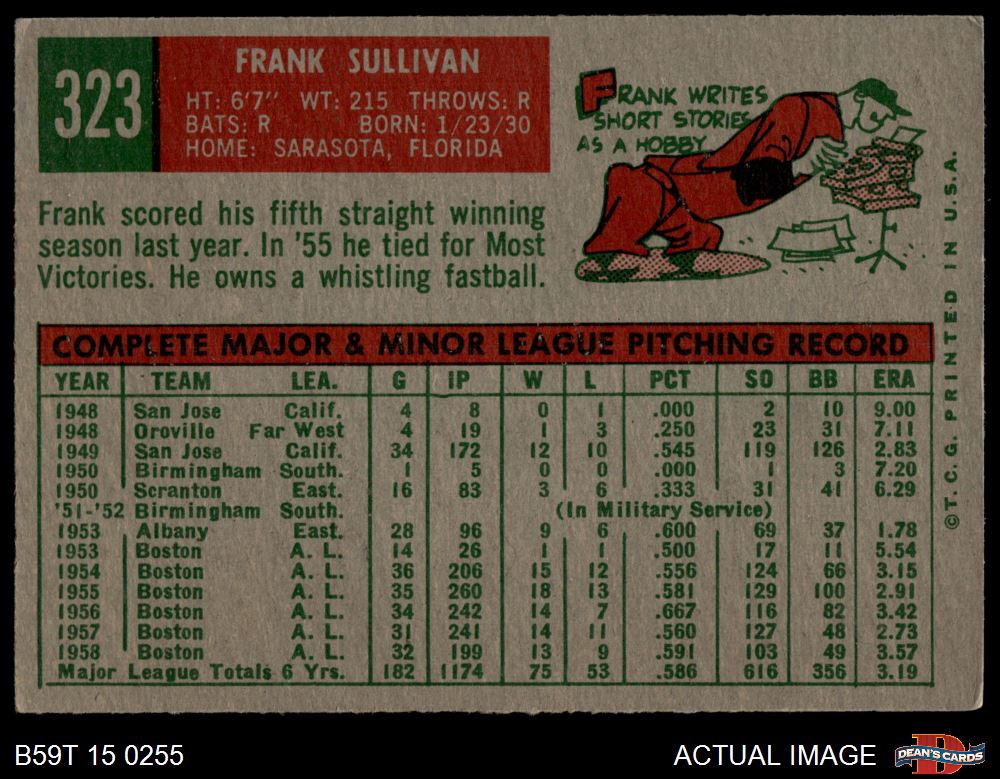 323
FRANK SULLIVAN
HT: 6'7" WT: 215 THROWS: R
BATS: R BORN: 1/23/30
HOME: SARASOTA, FLORIDA
FRANK WRITES
SHORT STORIES
AS A HOBBY
Frank scored his fifth straight winning
season last year. In '55 he tied for Most
Victories. He owns a whistling fastball.
COMPLETE MAJOR & MINOR LEAGUE PITCHING RECORD
YEAR TEAM LEA. G IP W L PCT SO BB ERA
1948 San Jose Calif. 4 8 0 1 .000 2 10 9.00
1948 Oroville Far West 4 19 1 3 .250 23 31 7.11
1949 San Jose Calif. 34 172 12 10 .545 119 126 2.83
1950 Birmingham South. 1 5 0 0 .000 1 3 7.20
1950 Scranton East. 16 83 3 6 .333 31 41 6.29
'51-'52 Birmingham South. (In Military Service)
1953 Albany East. 28 96 9 6 .600 69 37 1.78
1953 Boston A. L. 14 26 1 1 .500 17 11 5.54
1954 Boston A. L. 36 206 15 12 .556 124 66 3.15
1955 Boston A. L. 35 260 18 13 .581 129 100 2.91
1956 Boston A. L. 34 242 14 7 .667 116 82 3.42
1957 Boston A. L. 31 241 14 11 .560 127 48 2.73
1958 Boston A. L. 32 199 13 9 .591 103 49 3.57
Major League Totals 6 Yrs. 182 1174 75 53 .586 616 356 3.19
©T.C.G. PRINTED IN U.S.A.
B59T 15 0255
ACTUAL IMAGE
DEAN'S CARDS